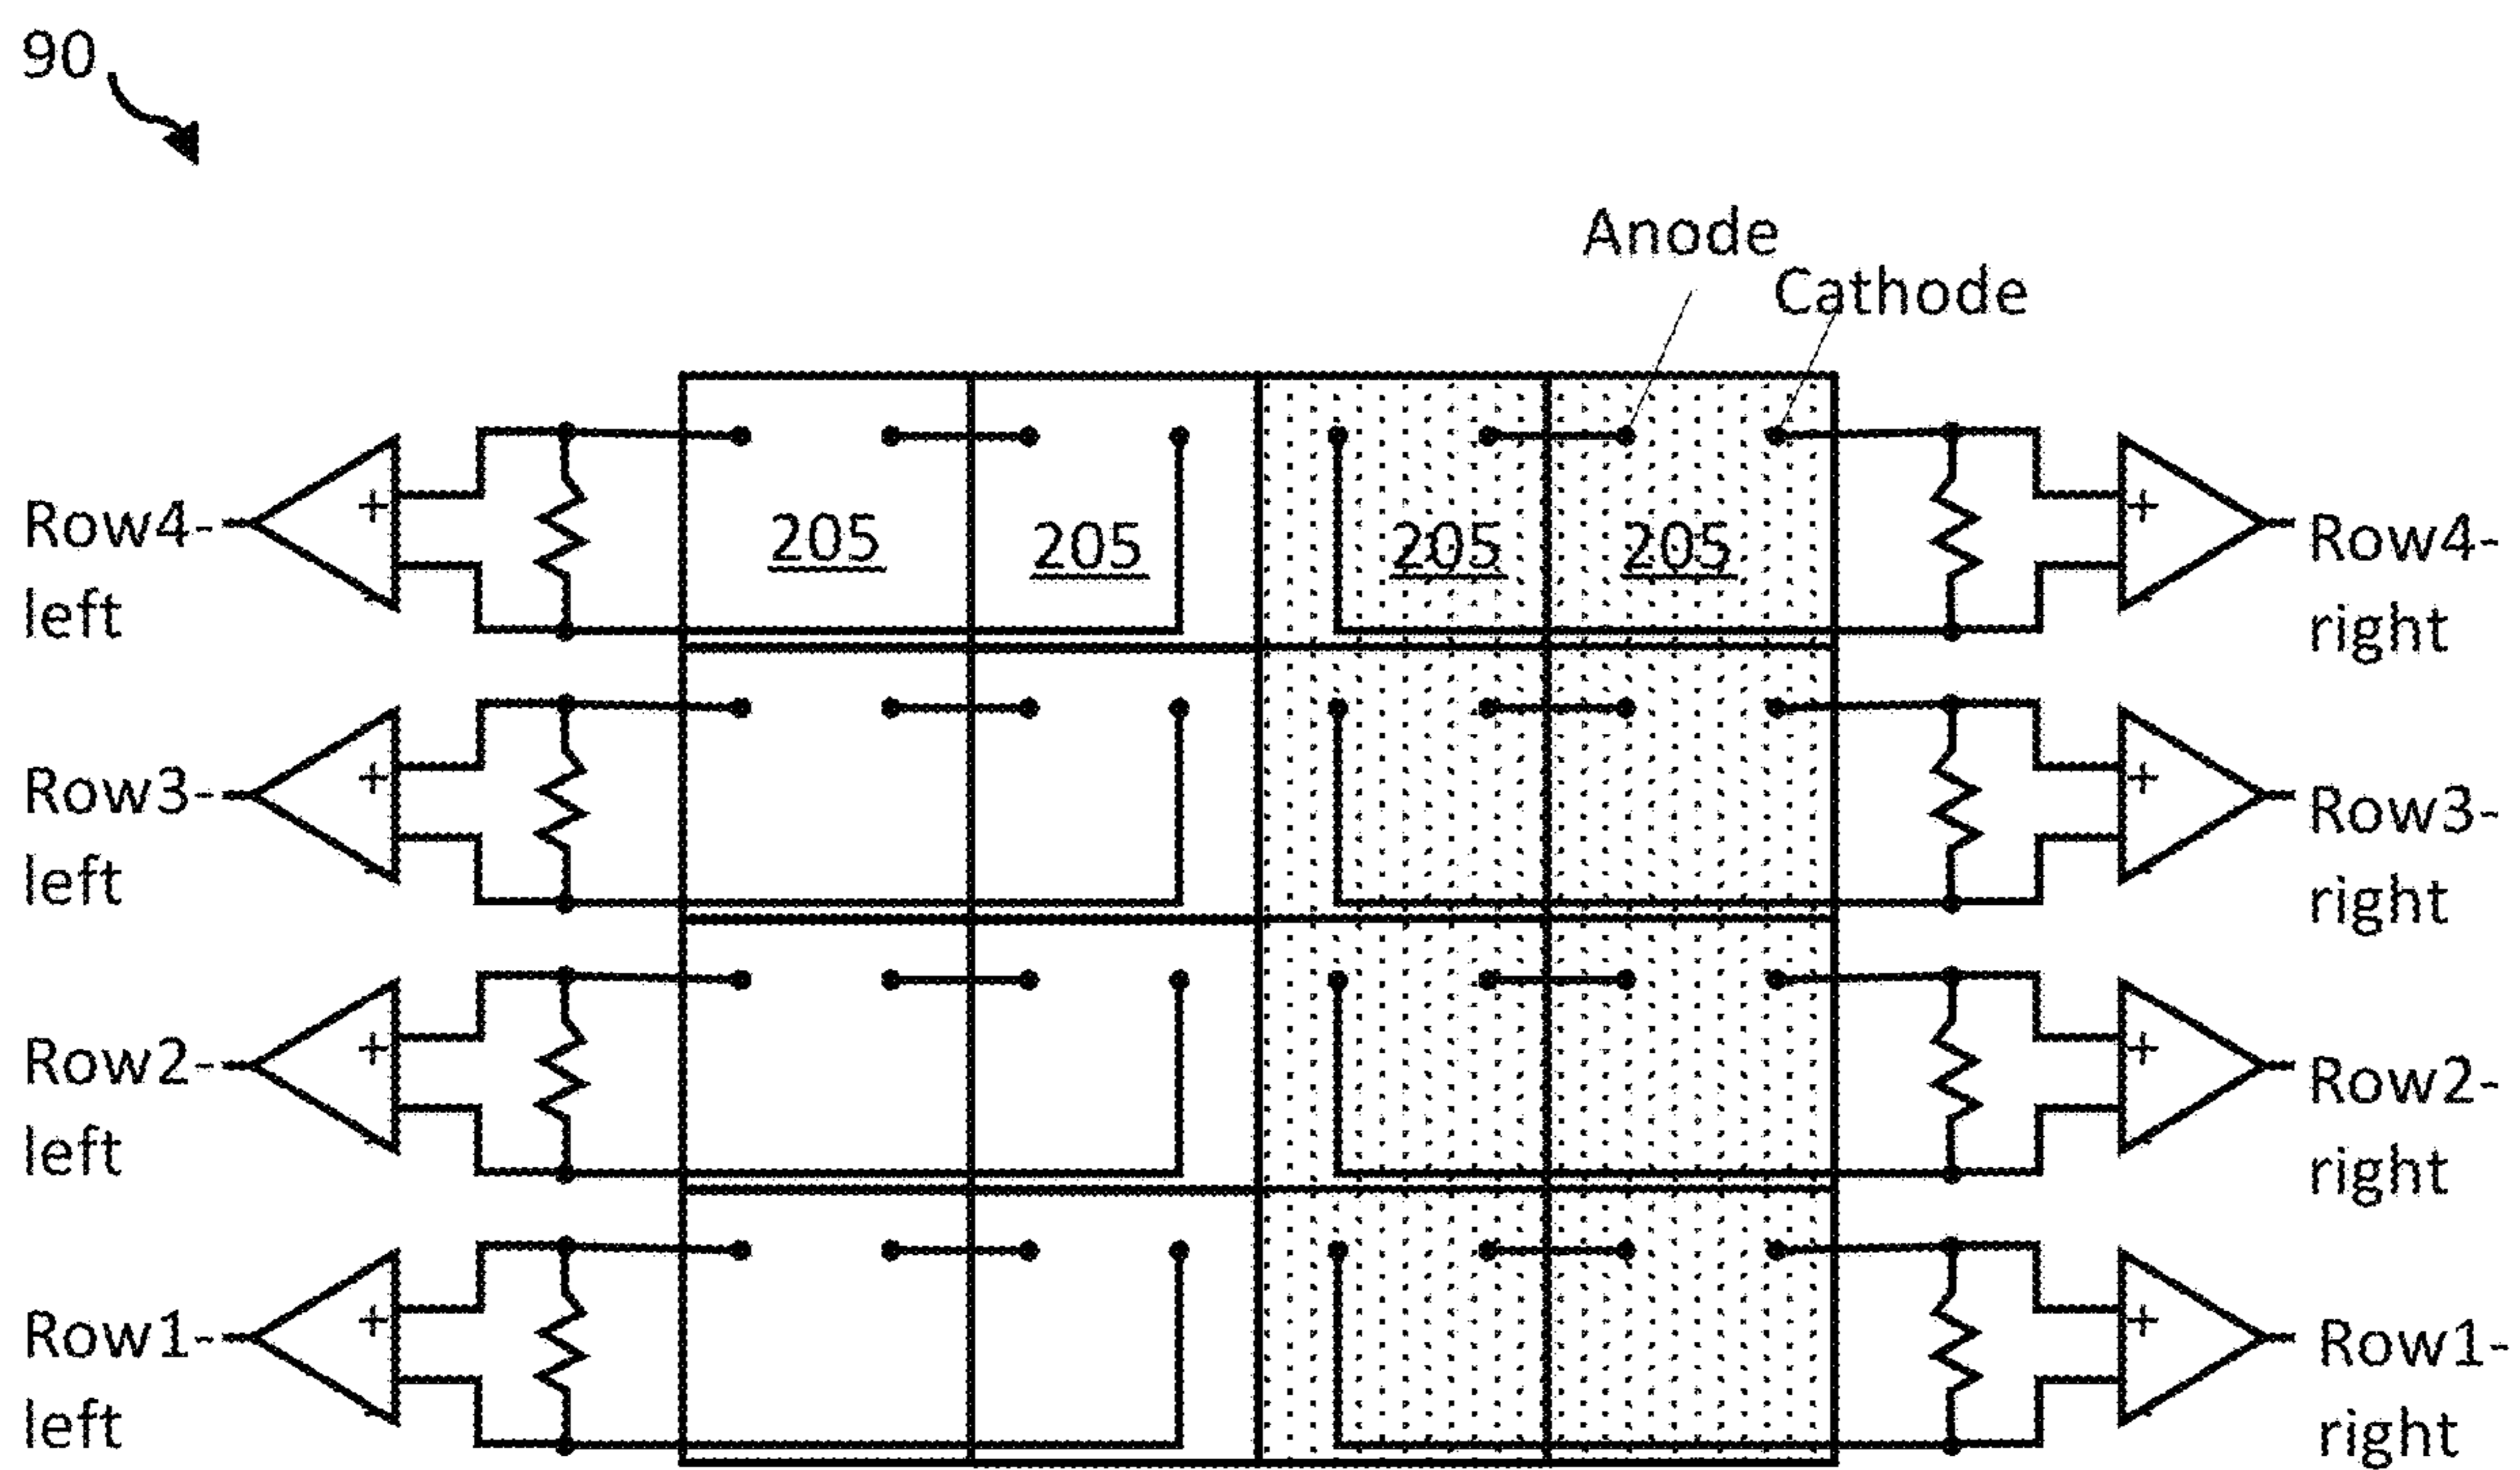 90
Anode
Cathode
Row4-
left
205
205
205
205
Row4-
right
Row3-
left
Row3-
right
Row2-
left
Row2-
right
Row1-
left
Row1-
right
+
+
+
+
+
+
+
+